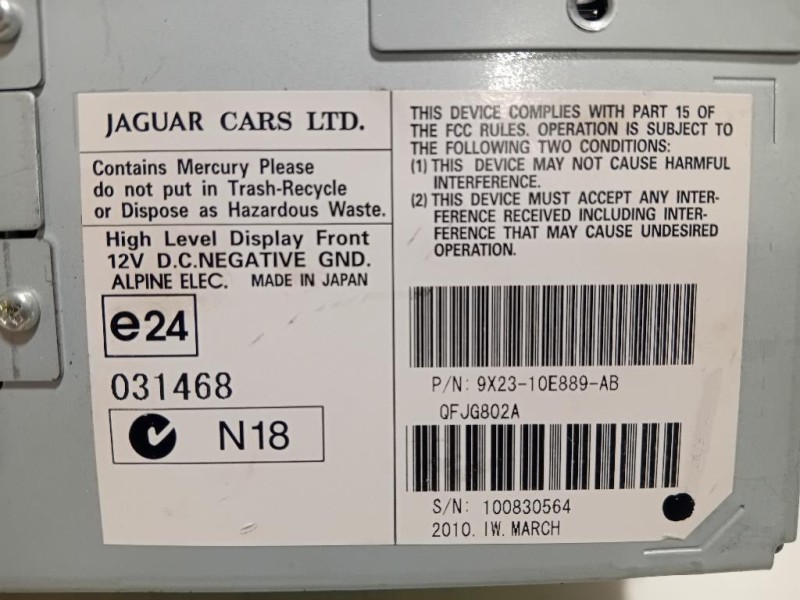 JAGUAR CARS LTD.
Contains Mercury Please
do not put in Trash-Recycle
or Dispose as Hazardous Waste.
High Level Display Front
12V D.C.NEGATIVE GND.
ALPINE ELEC. MADE IN JAPAN
e24
031468
N18
THIS DEVICE COMPLIES WITH PART 15 OF
THE FCC RULES. OPERATION IS SUBJECT TO
THE FOLLOWING TWO CONDITIONS:
(1) THIS DEVICE MAY NOT CAUSE HARMFUL
INTERFERENCE.
(2) THIS DEVICE MUST ACCEPT ANY INTER-
FERENCE RECEIVED INCLUDING INTER-
FERENCE THAT MAY CAUSE UNDESIRED
OPERATION.
P/N: 9X23-10E889-AB
QFJG802A
S/N: 100830564
2010. IW. MARCH